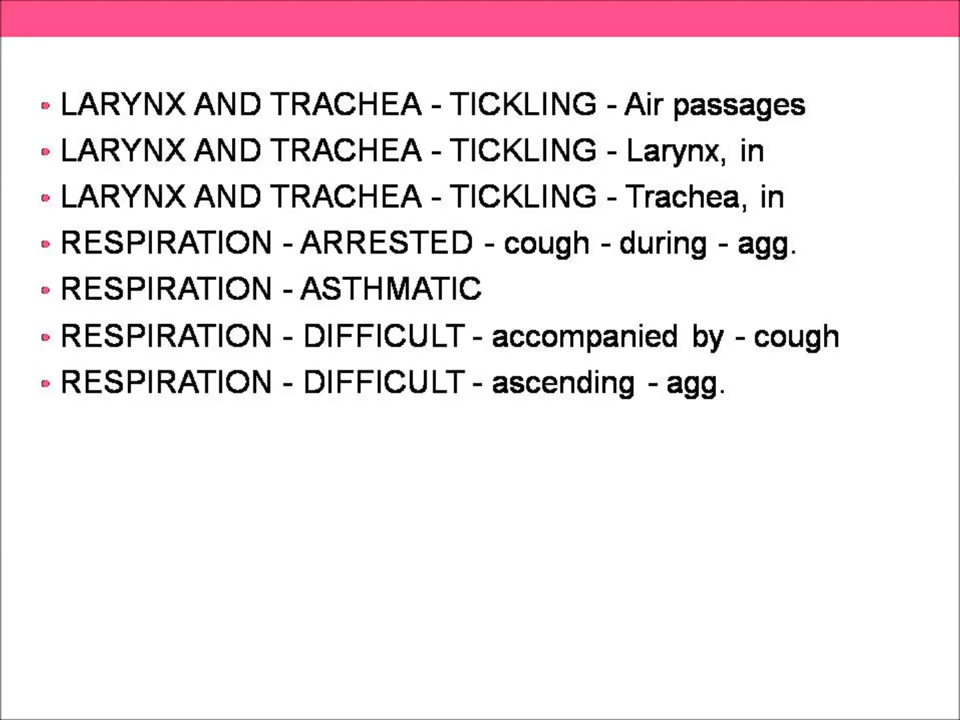 • LARYNX AND TRACHEA - TICKLING - Air passages
• LARYNX AND TRACHEA - TICKLING - Larynx, in
• LARYNX AND TRACHEA - TICKLING - Trachea, in
• RESPIRATION - ARRESTED - cough - during - agg.
• RESPIRATION - ASTHMATIC
• RESPIRATION - DIFFICULT - accompanied by - cough
• RESPIRATION - DIFFICULT - ascending - agg.